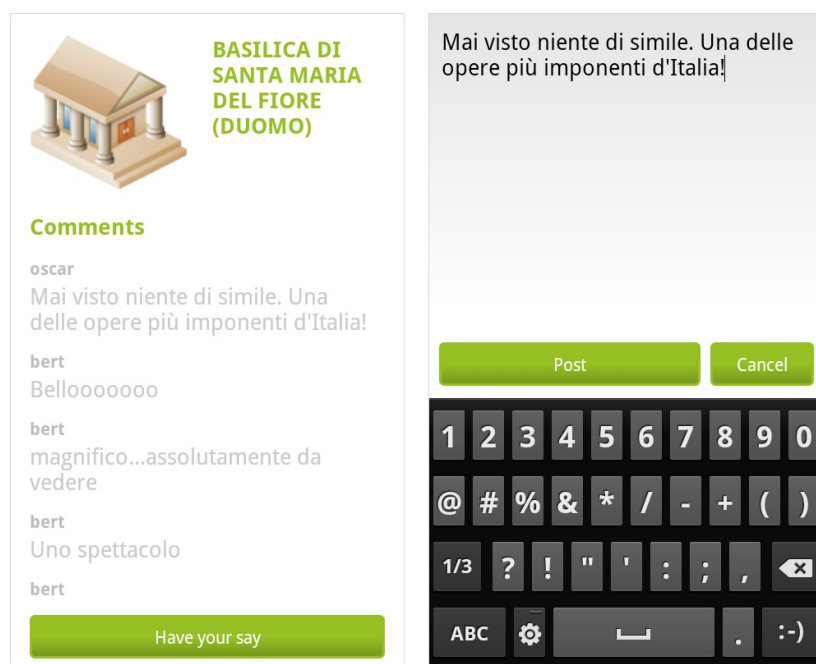 BASILICA DI
SANTA MARIA
DEL FIORE
(DUOMO)
Comments
oscar
Mai visto niente di simile. Una
delle opere più imponenti d'Italia!
bert
Bellooooooo
bert
magnifico...assolutamente da
vedere
bert
Uno spettacolo
bert
Have your say
Mai visto niente di simile. Una delle
opere più imponenti d'Italia!
Post Cancel
1 2 3 4 5 6 7 8 9 0
@ # % & * / - + ( )
1/3 ? ! " ' : ; ,
ABC . :-)